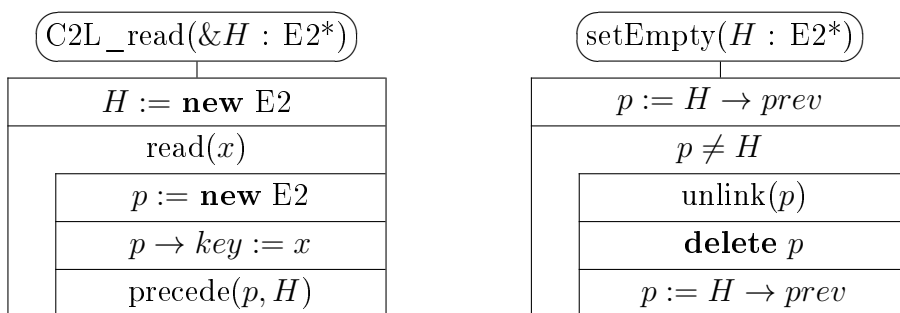 C2L_read(&H : E2*)
H := new E2
read(x)
p := new E2
p → key := x
precede(p, H)
setEmpty(H : E2*)
p := H → prev
p ≠ H
unlink(p)
delete p
p := H → prev